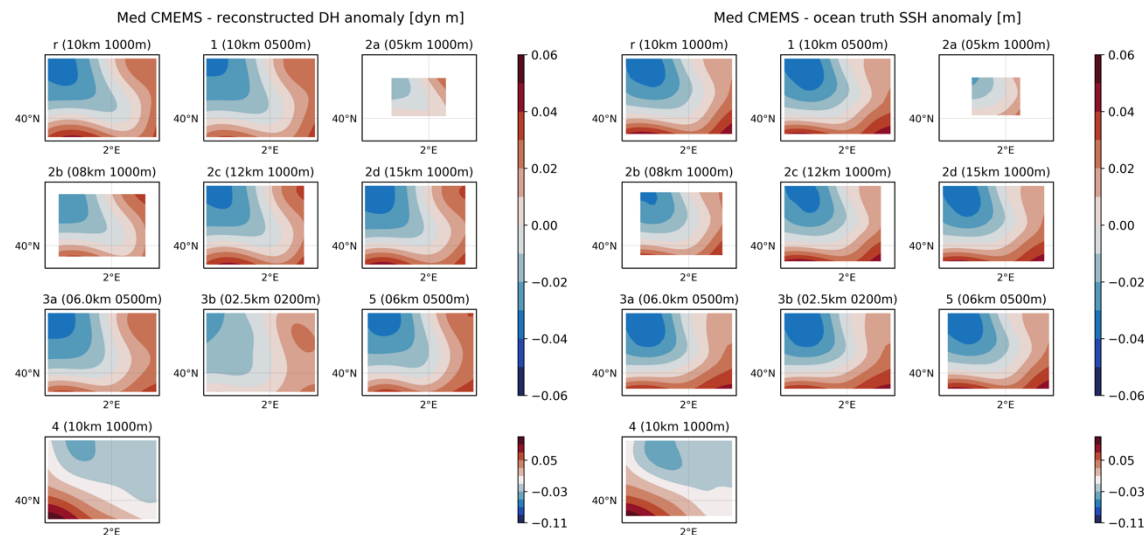 Med CMEMS - reconstructed DH anomaly [dyn m]
r (10km 1000m)
1 (10km 0500m)
2a (05km 1000m)
40°N
2°E
2°E
2°E
2b (08km 1000m)
2c (12km 1000m)
2d (15km 1000m)
40°N
40°N
40°N
2°E
2°E
2°E
3a (06.0km 0500m)
3b (02.5km 0200m)
5 (06km 0500m)
40°N
40°N
40°N
2°E
2°E
2°E
4 (10km 1000m)
40°N
2°E
0.06
0.04
0.02
0.00
−0.02
−0.04
−0.06
0.05
−0.03
−0.11
Med CMEMS - ocean truth SSH anomaly [m]
r (10km 1000m)
1 (10km 0500m)
2a (05km 1000m)
40°N
40°N
40°N
2°E
2°E
2°E
2b (08km 1000m)
2c (12km 1000m)
2d (15km 1000m)
40°N
40°N
40°N
2°E
2°E
2°E
3a (06.0km 0500m)
3b (02.5km 0200m)
5 (06km 0500m)
40°N
40°N
40°N
2°E
2°E
2°E
4 (10km 1000m)
40°N
2°E
0.06
0.04
0.02
0.00
−0.02
−0.04
−0.06
0.05
−0.03
−0.11